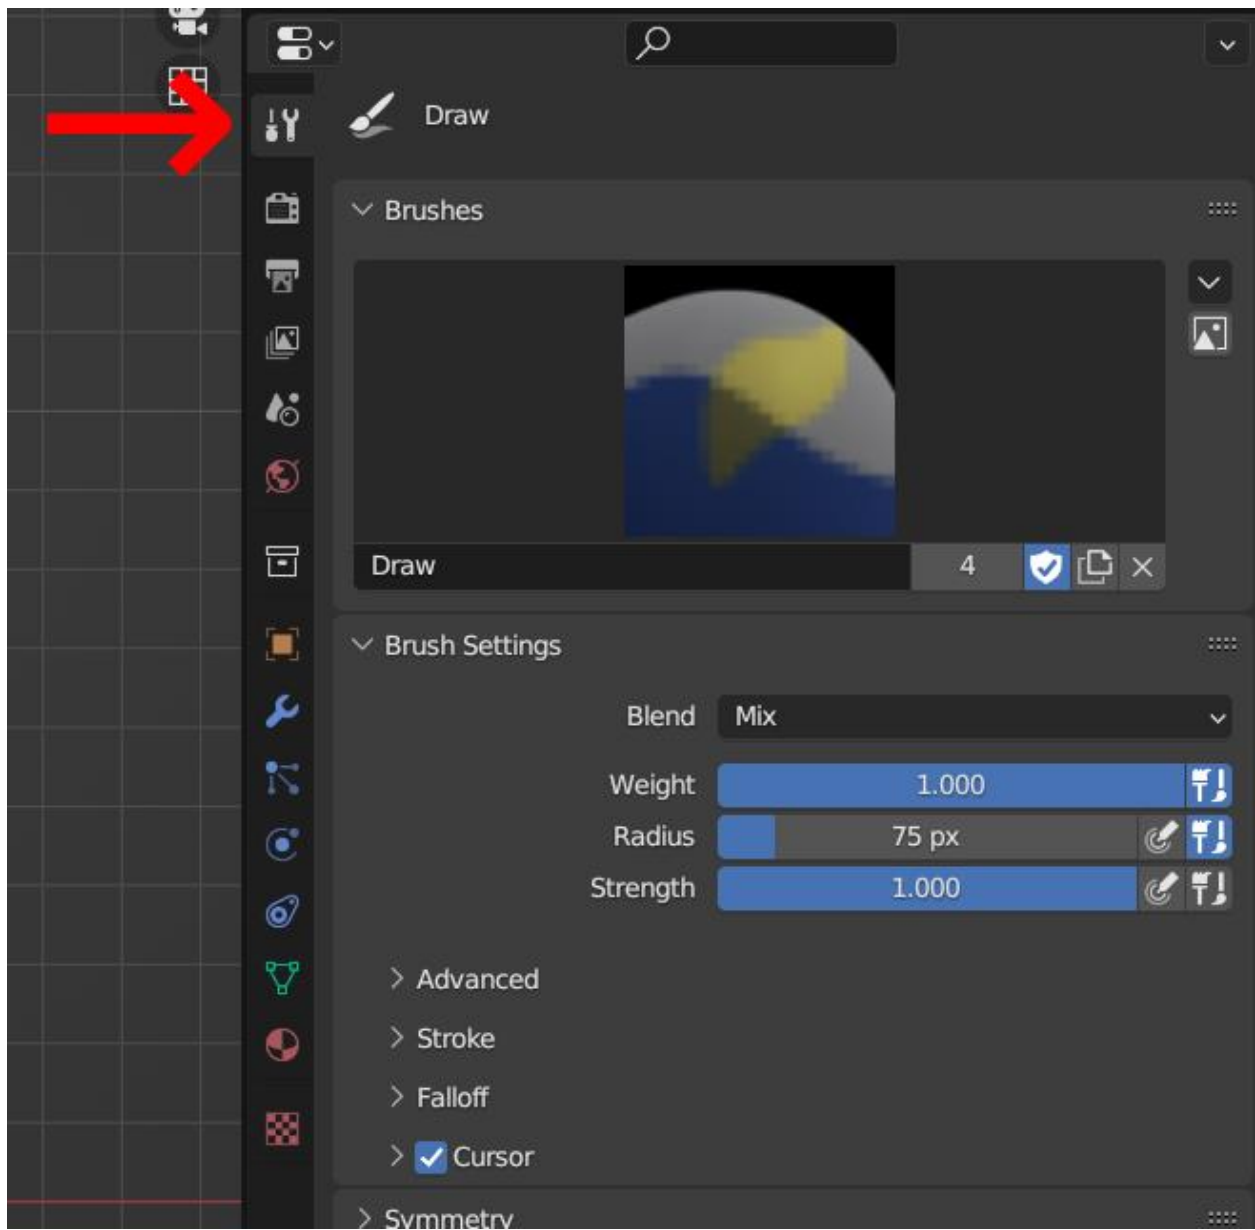 Draw
Brushes
Draw 4
Brush Settings
Blend Mix
Weight 1.000
Radius 75 px
Strength 1.000
Advanced
Stroke
Falloff
Cursor
Symmetry